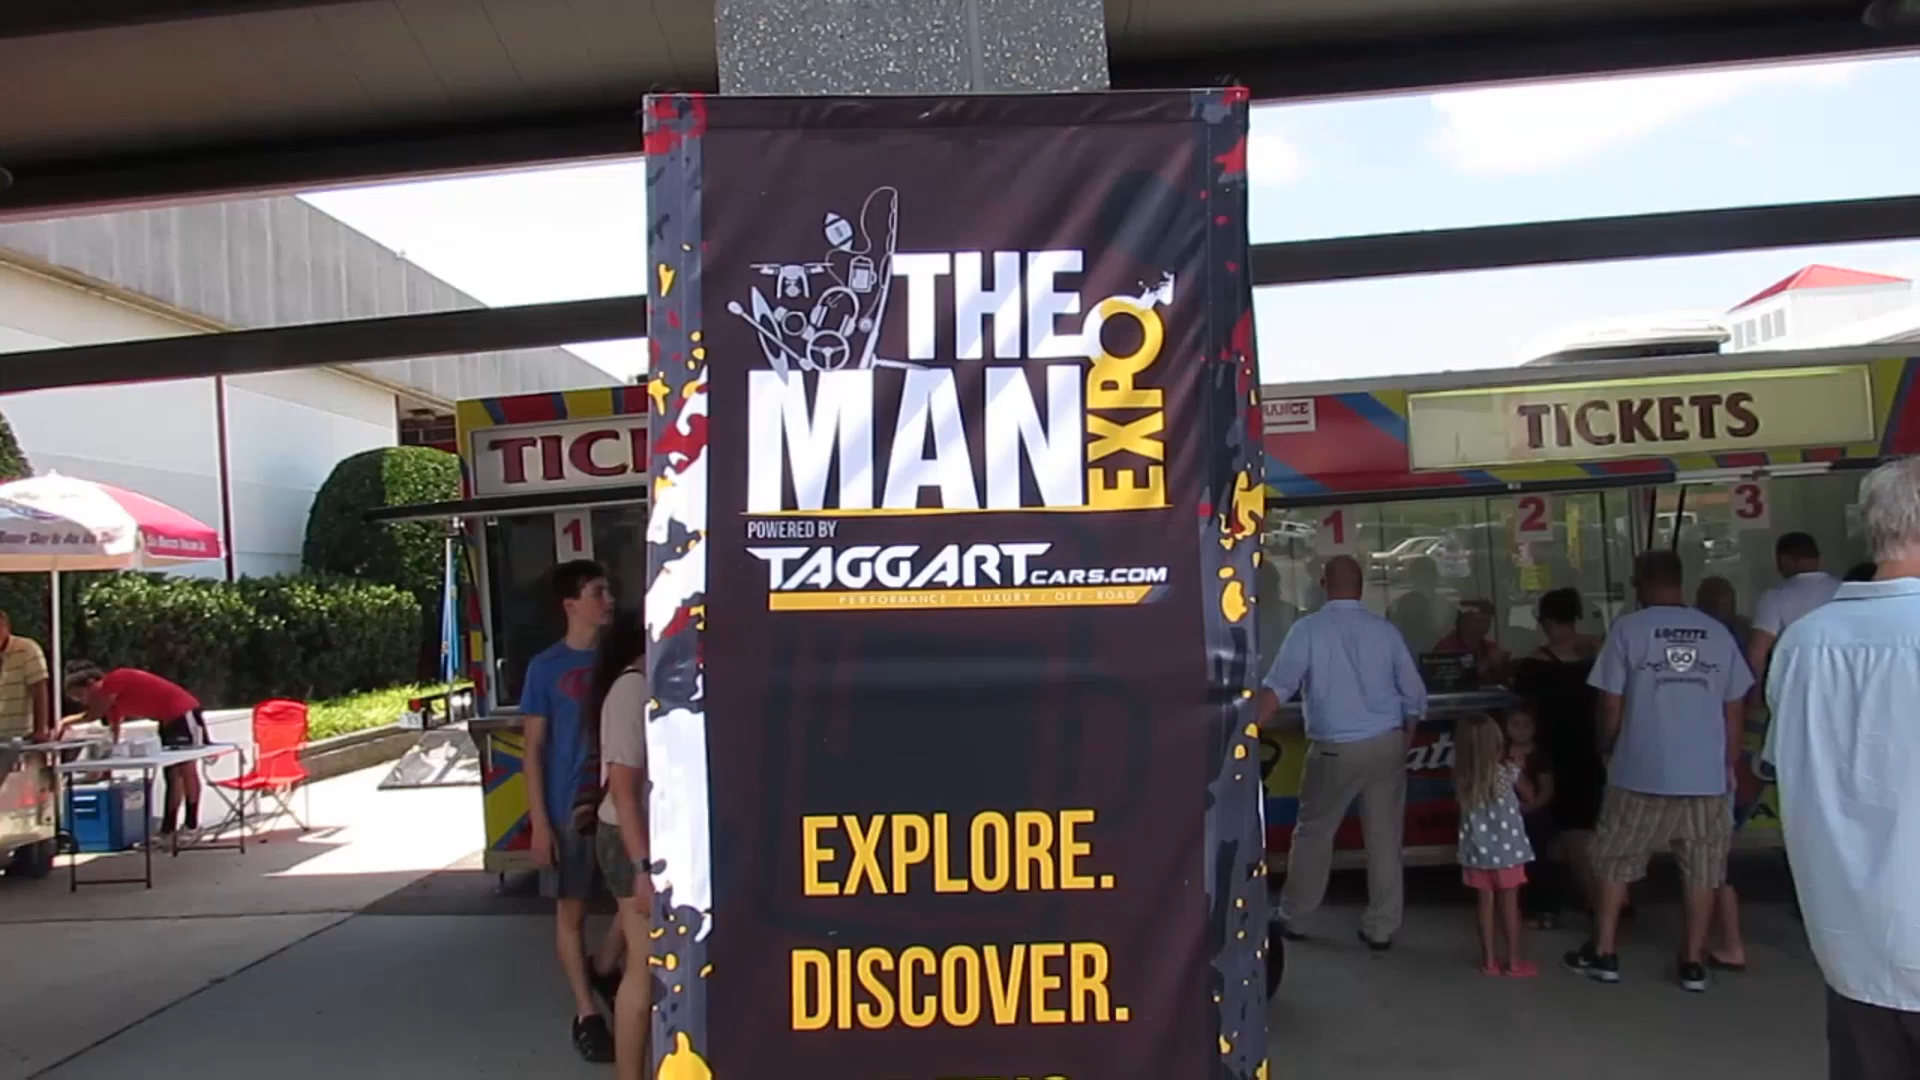 THE
MAN
EXPO
POWERED BY
TAGGARTCARS.COM
PERFORMANCE / LUXURY / OFF-ROAD
EXPLORE.
DISCOVER.
TICKETS
1
2
3
TIC
1
LOCTITE
60